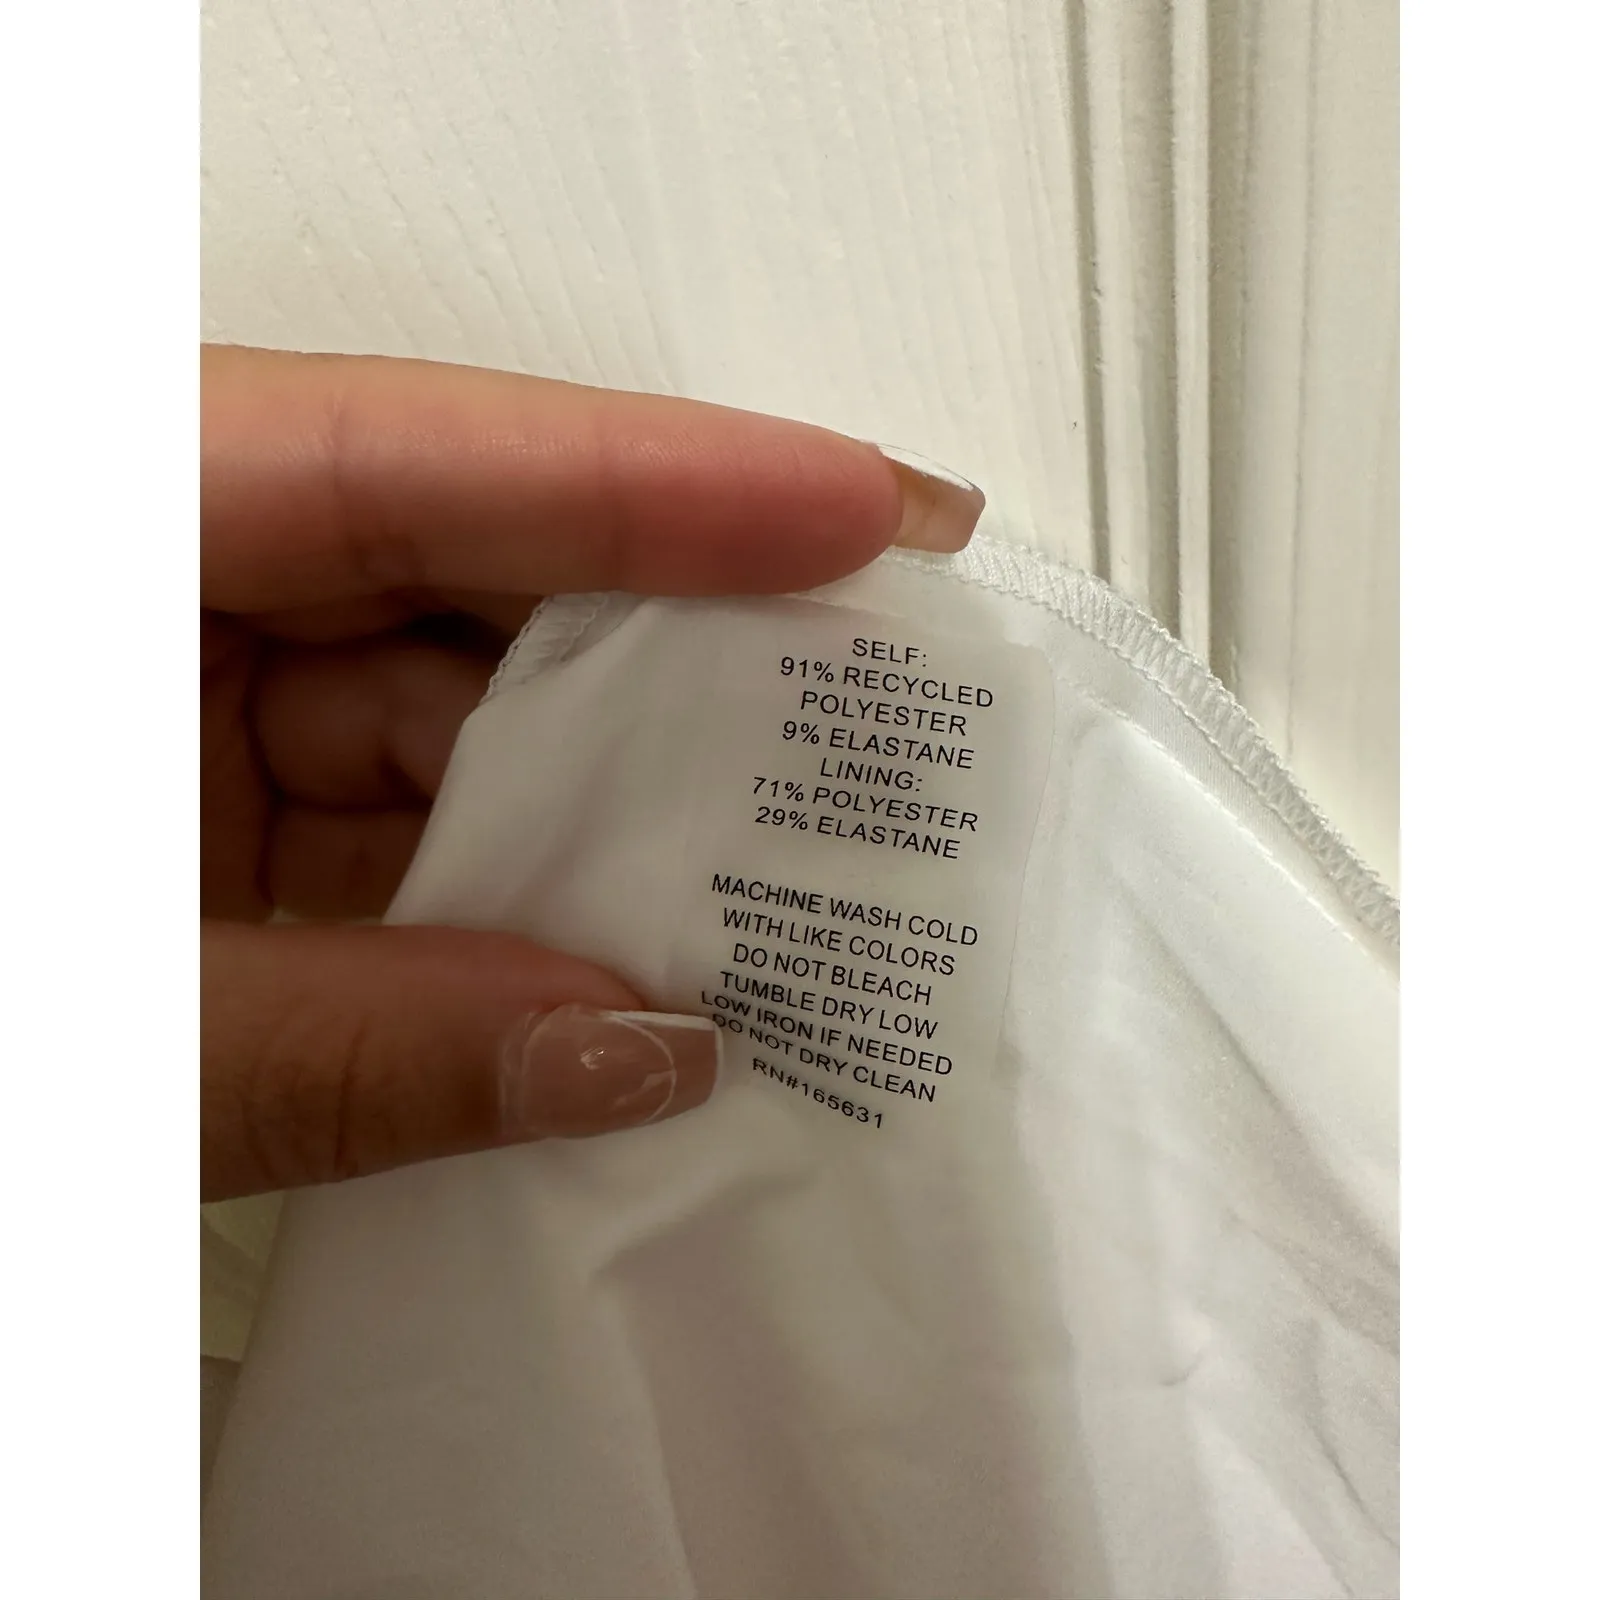 SELF:
91% RECYCLED
POLYESTER
9% ELASTANE
LINING:
71% POLYESTER
29% ELASTANE
MACHINE WASH COLD
WITH LIKE COLORS
DO NOT BLEACH
TUMBLE DRY LOW
LOW IRON IF NEEDED
DO NOT DRY CLEAN
RN#165631